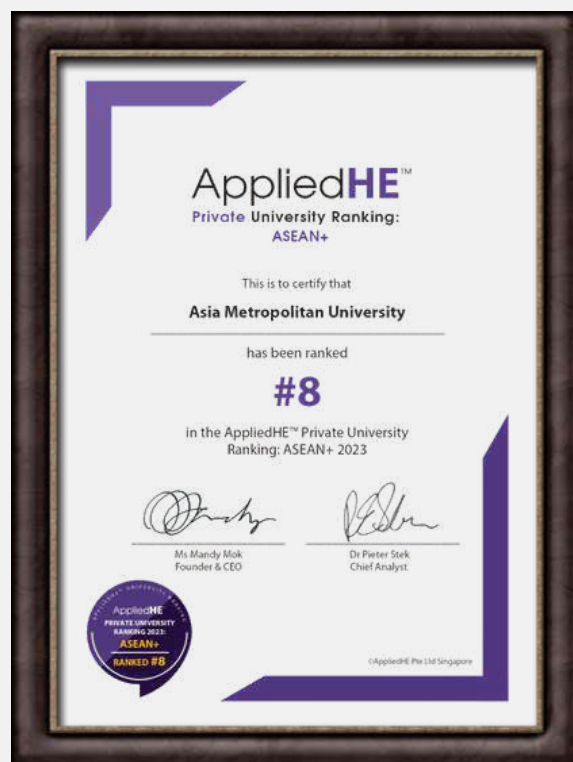 AppliedHE™
Private University Ranking:
ASEAN+
This is to certify that
Asia Metropolitan University
has been ranked
#8
in the AppliedHE™ Private University
Ranking: ASEAN+ 2023
Ms Mandy Mok
Founder & CEO
Dr Pieter Stek
Chief Analyst
AppliedHE
PRIVATE UNIVERSITY
RANKING 2023:
ASEAN+
RANKED #8
©AppliedHE Pte Ltd Singapore